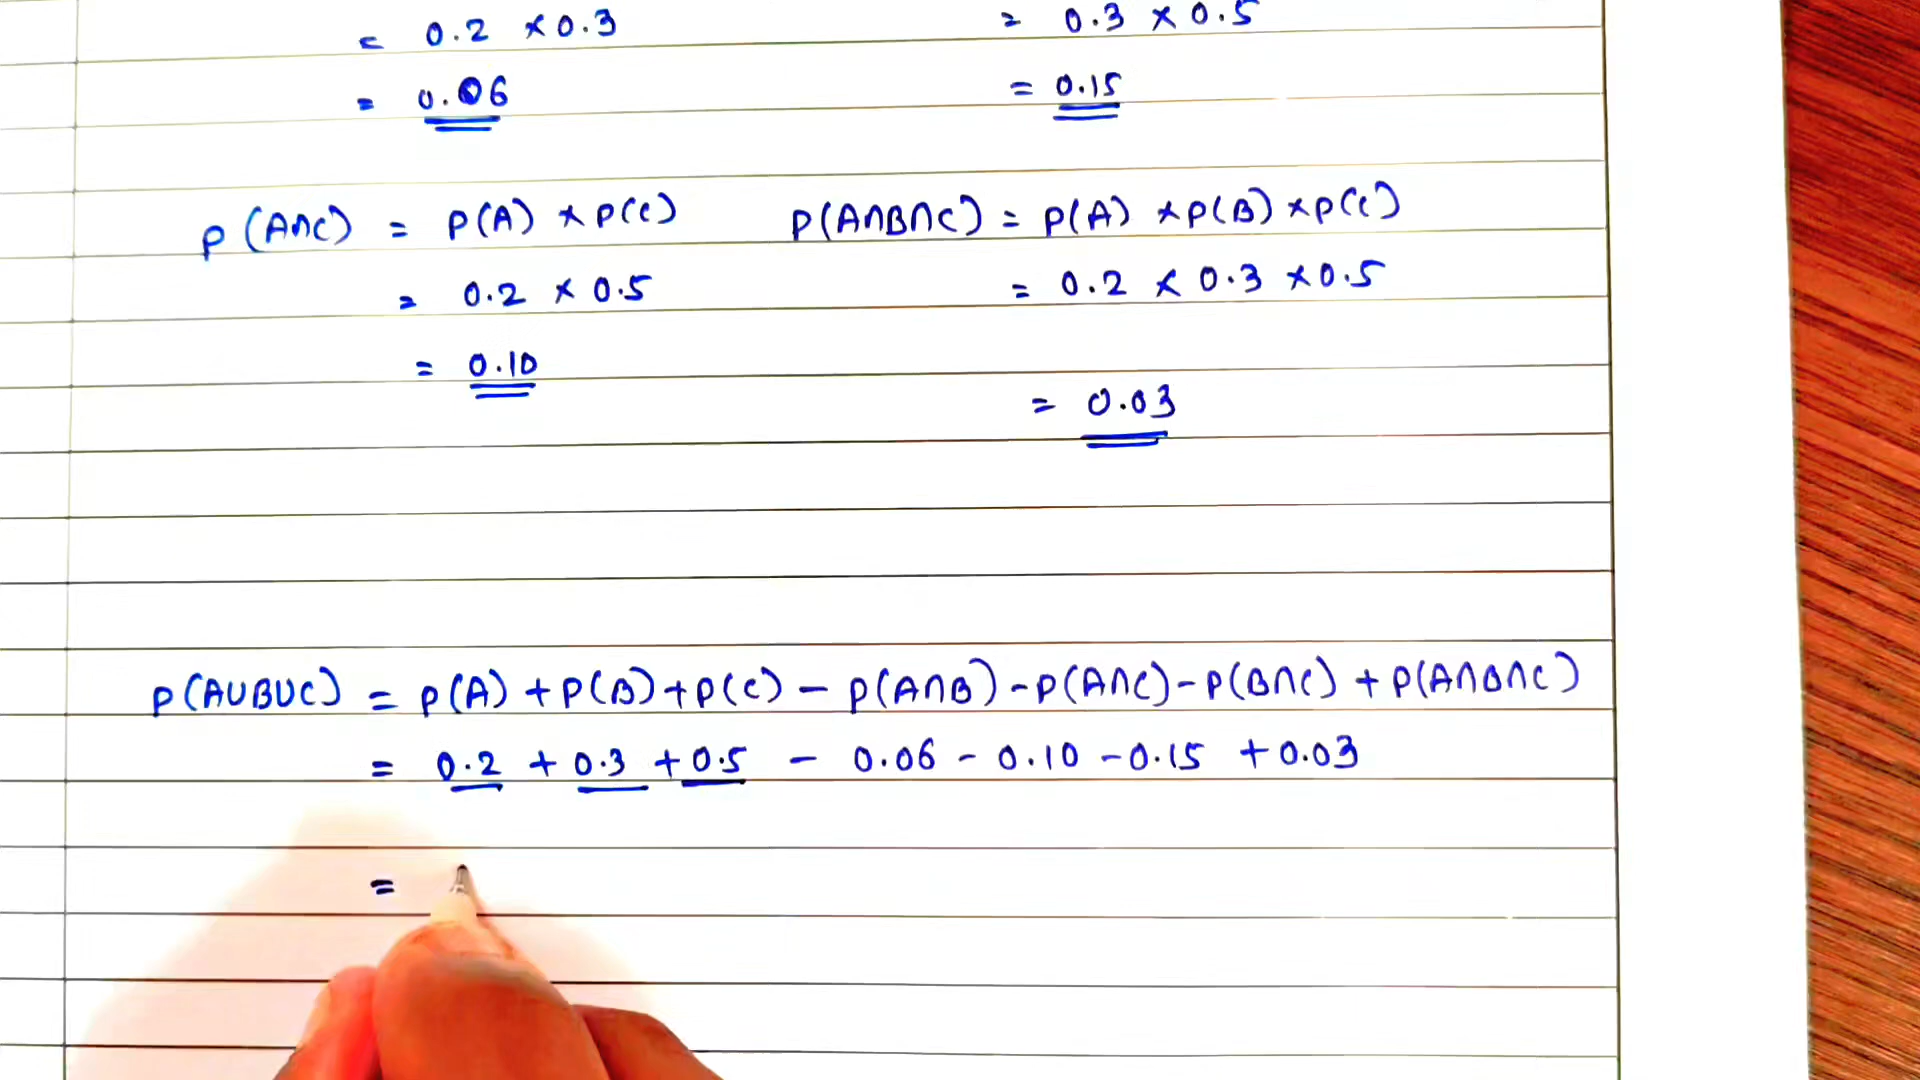 = 0.2 × 0.3 = 0.3 × 0.5
= 0.06 = 0.15
P(A∩C) = P(A) × P(C) P(A∩B∩C) = P(A) × P(B) × P(C)
= 0.2 × 0.5 = 0.2 × 0.3 × 0.5
= 0.10
= 0.03
P(A∪B∪C) = P(A) + P(B) + P(C) - P(A∩B) - P(A∩C) - P(B∩C) + P(A∩B∩C)
= 0.2 + 0.3 + 0.5 - 0.06 - 0.10 - 0.15 + 0.03
=